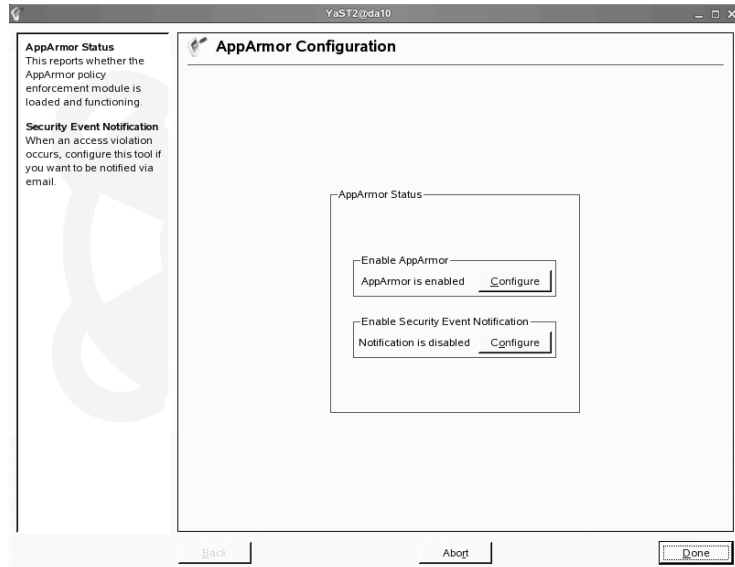 YaST2@da10
AppArmor Status
This reports whether the
AppArmor policy
enforcement module is
loaded and functioning.
Security Event Notification
When an access violation
occurs, configure this tool if
you want to be notified via
email.
AppArmor Configuration
AppArmor Status
Enable AppArmor
AppArmor is enabled Configure
Enable Security Event Notification
Notification is disabled Configure
Back Abort Done